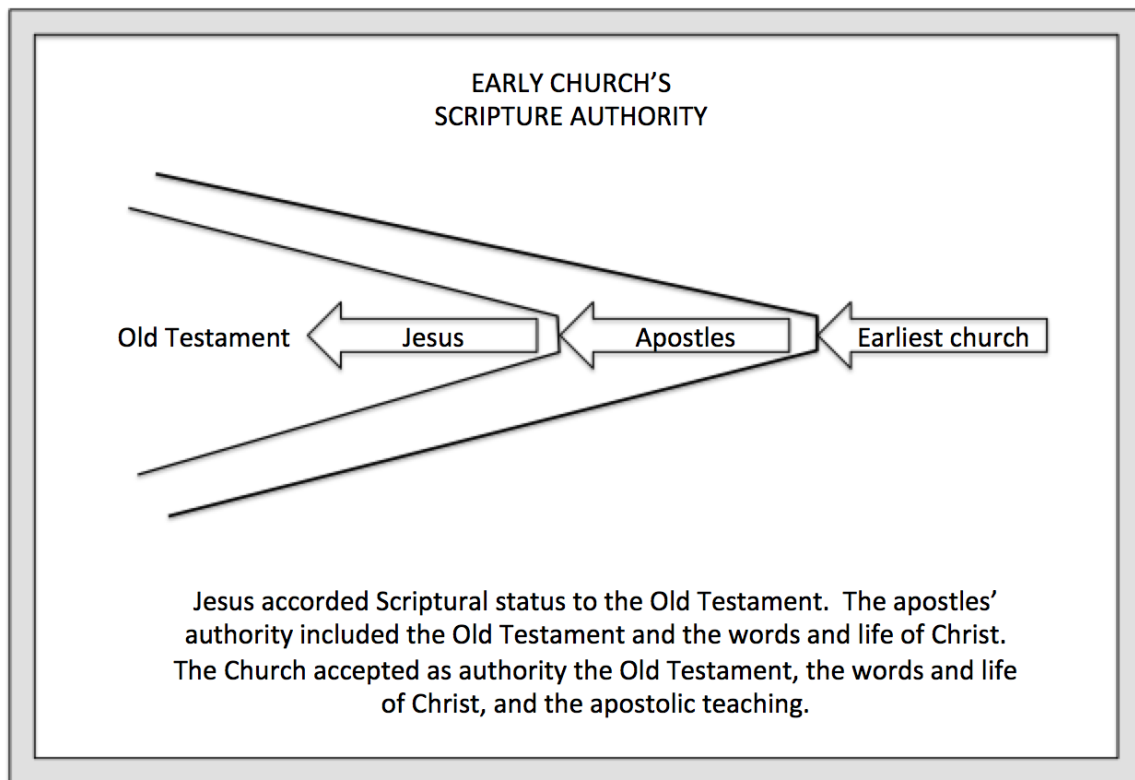 EARLY CHURCH’S
SCRIPTURE AUTHORITY
Old Testament
Jesus
Apostles
Earliest church
Jesus accorded Scriptural status to the Old Testament.  The apostles’
authority included the Old Testament and the words and life of Christ.
The Church accepted as authority the Old Testament, the words and life
of Christ, and the apostolic teaching.